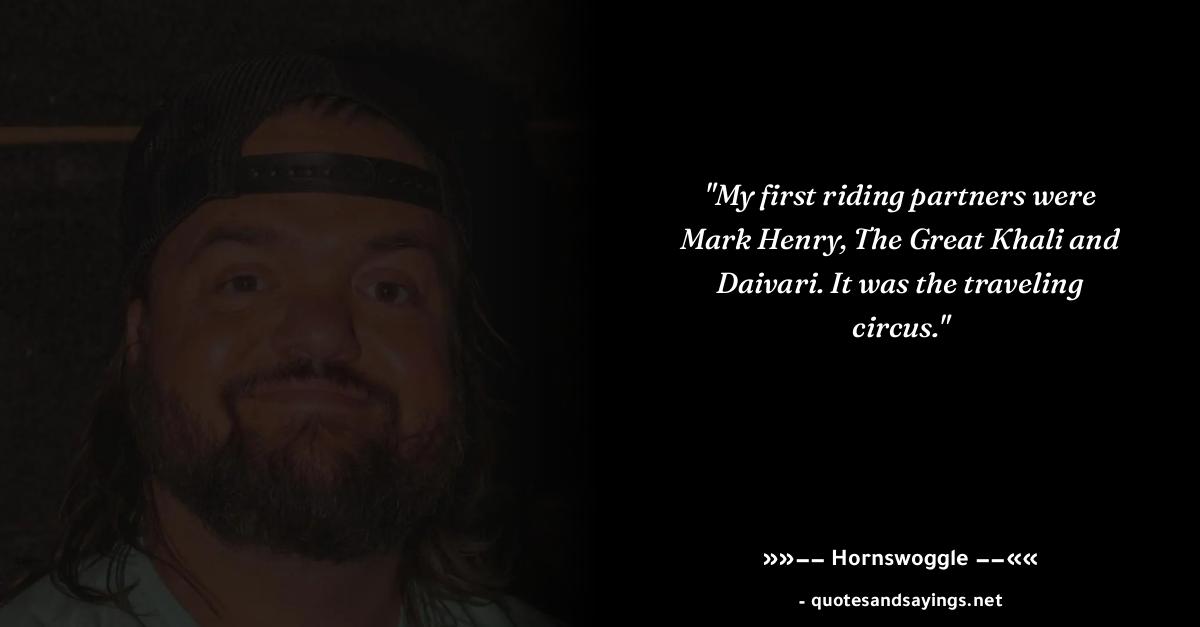 "My first riding partners were
Mark Henry, The Great Khali and
Daivari. It was the traveling
circus."
»»−− Hornswoggle −−««
- quotesandsayings.net